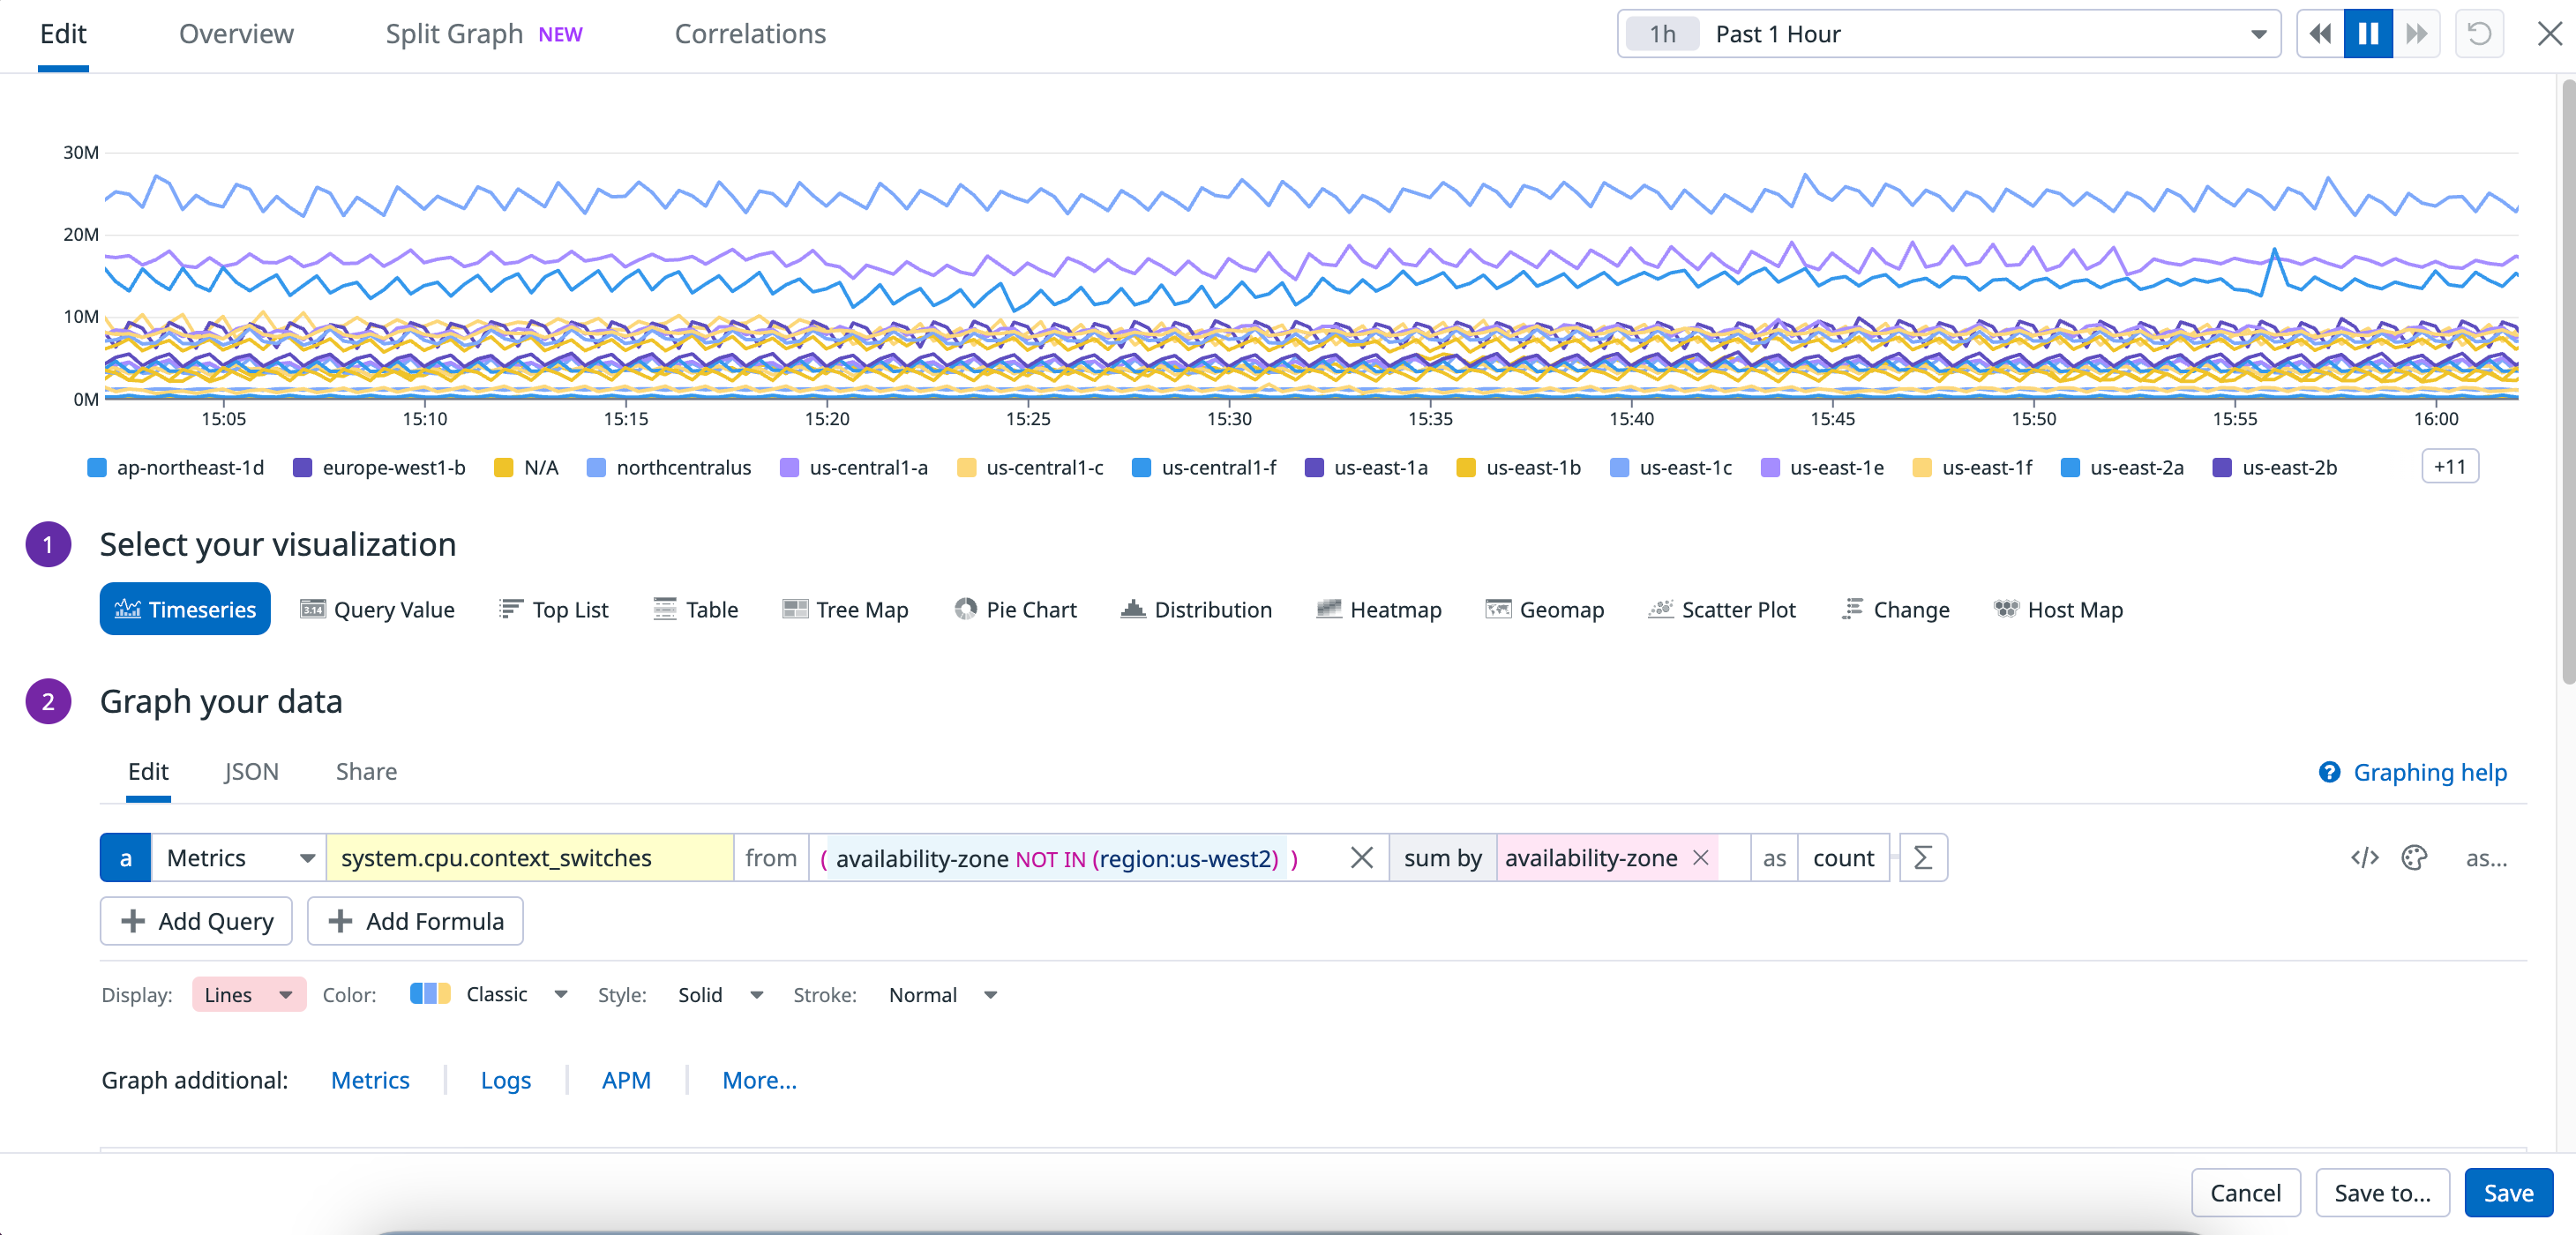 Edit Overview Split Graph NEW Correlations 1h Past 1 Hour
30M
20M
10M
0M
15:05 15:10 15:15 15:20 15:25 15:30 15:35 15:40 15:45 15:50 15:55 16:00
ap-northeast-1d europe-west1-b N/A northcentralus us-central1-a us-central1-c us-central1-f us-east-1a us-east-1b us-east-1c us-east-1e us-east-1f us-east-2a us-east-2b +11
1 Select your visualization
Timeseries 3.14 Query Value Top List Table Tree Map Pie Chart Distribution Heatmap Geomap Scatter Plot Change Host Map
2 Graph your data
Edit JSON Share ? Graphing help
a Metrics system.cpu.context_switches from ( availability-zone NOT IN (region:us-west2) ) sum by availability-zone as count Σ </> as...
+ Add Query + Add Formula
Display: Lines Color: Classic Style: Solid Stroke: Normal
Graph additional: Metrics Logs APM More...
Cancel Save to... Save